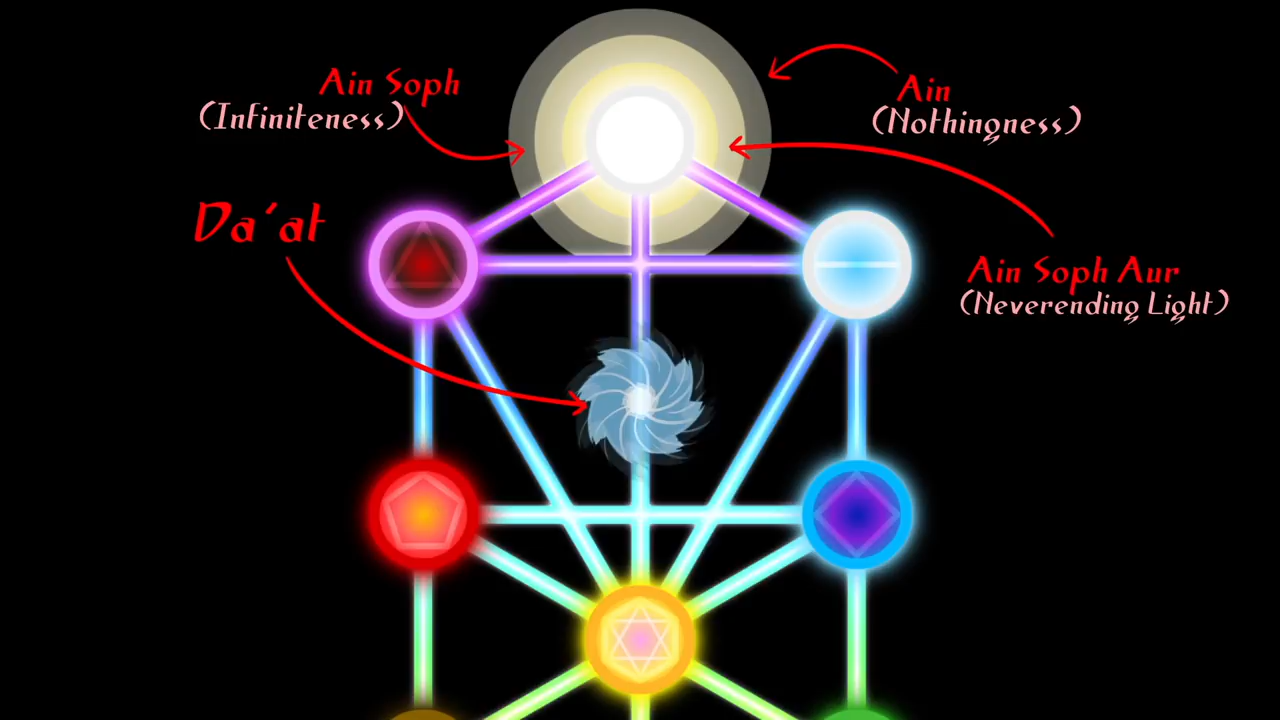 Ain Soph
(Infiniteness)
Ain
(Nothingness)
Da'at
Ain Soph Aur
(Neverending Light)